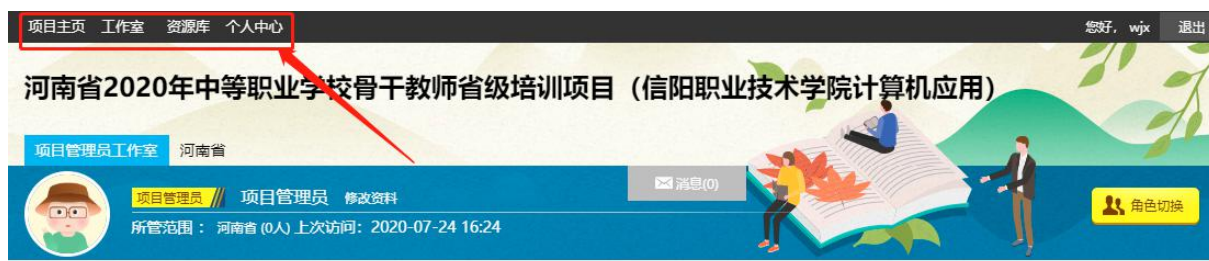 项目主页 工作室 资源库 个人中心 您好，wjx 退出
河南省2020年中等职业学校骨干教师省级培训项目（信阳职业技术学院计算机应用）
项目管理员工作室 河南省
消息(0)
项目管理员 项目管理员 修改资料
角色切换
所管范围： 河南省 (0人) 上次访问：2020-07-24 16:24